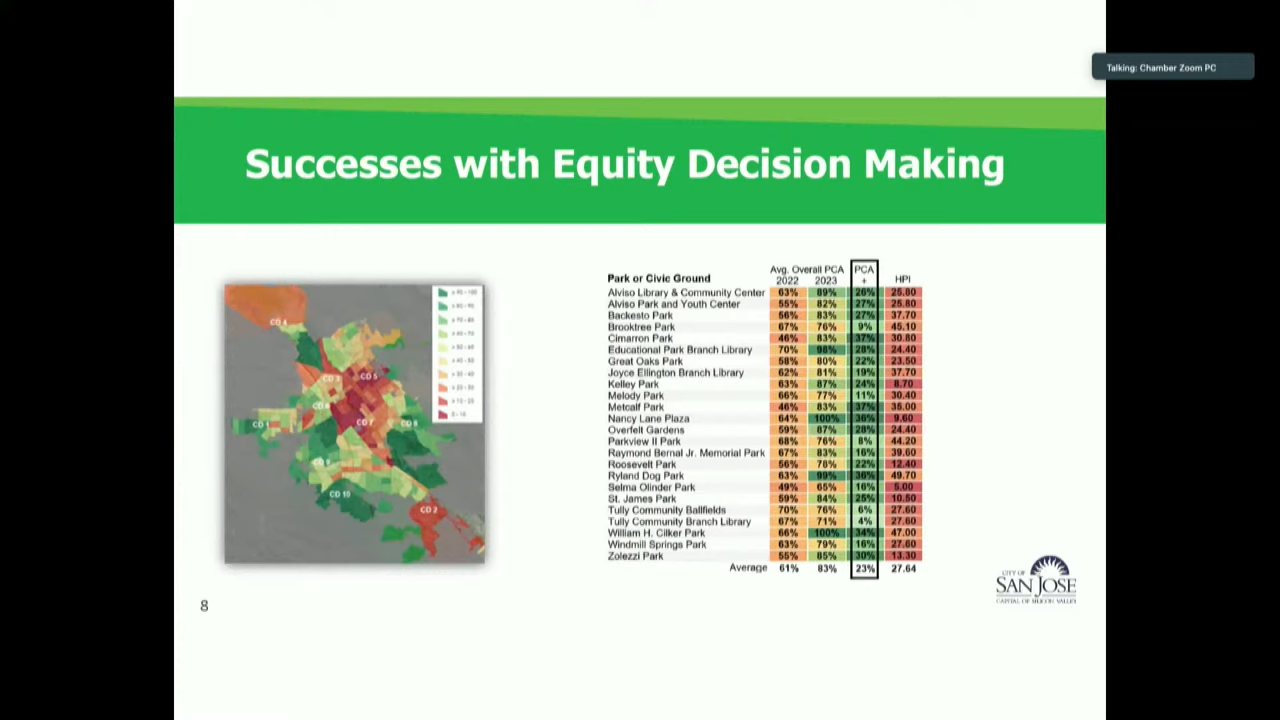 Talking: Chamber Zoom PC
Successes with Equity Decision Making
CD 4
CD 3
CD 5
CD 6
CD 1
CD 7
CD 8
CD 9
CD 10
CD 2
Avg. Overall PCA PCA
Park or Civic Ground 2022 2023 + HPI
Alviso Library & Community Center 63% 89% 26% 25.80
Alviso Park and Youth Center 55% 82% 27% 25.80
Backesto Park 56% 83% 27% 37.70
Brooktree Park 67% 76% 9% 45.10
Cimarron Park 46% 83% 37% 30.80
Educational Park Branch Library 70% 98% 28% 24.40
Great Oaks Park 58% 80% 22% 23.50
Joyce Ellington Branch Library 62% 81% 19% 37.70
Kelley Park 63% 87% 24% 8.70
Melody Park 66% 77% 11% 30.40
Metcalf Park 46% 83% 37% 35.00
Nancy Lane Plaza 64% 100% 36% 9.60
Overfelt Gardens 59% 87% 28% 24.40
Parkview II Park 68% 76% 8% 44.20
Raymond Bernal Jr. Memorial Park 67% 83% 16% 39.60
Roosevelt Park 56% 78% 22% 12.40
Ryland Dog Park 63% 99% 36% 49.70
Selma Olinder Park 49% 65% 16% 5.00
St. James Park 59% 84% 25% 10.50
Tully Community Ballfields 70% 76% 6% 27.60
Tully Community Branch Library 67% 71% 4% 27.60
William H. Cilker Park 66% 100% 34% 47.00
Windmill Springs Park 63% 79% 16% 27.60
Zolezzi Park 55% 85% 30% 13.30
Average 61% 83% 23% 27.64
CITY OF
SAN JOSE
CAPITAL OF SILICON VALLEY
8